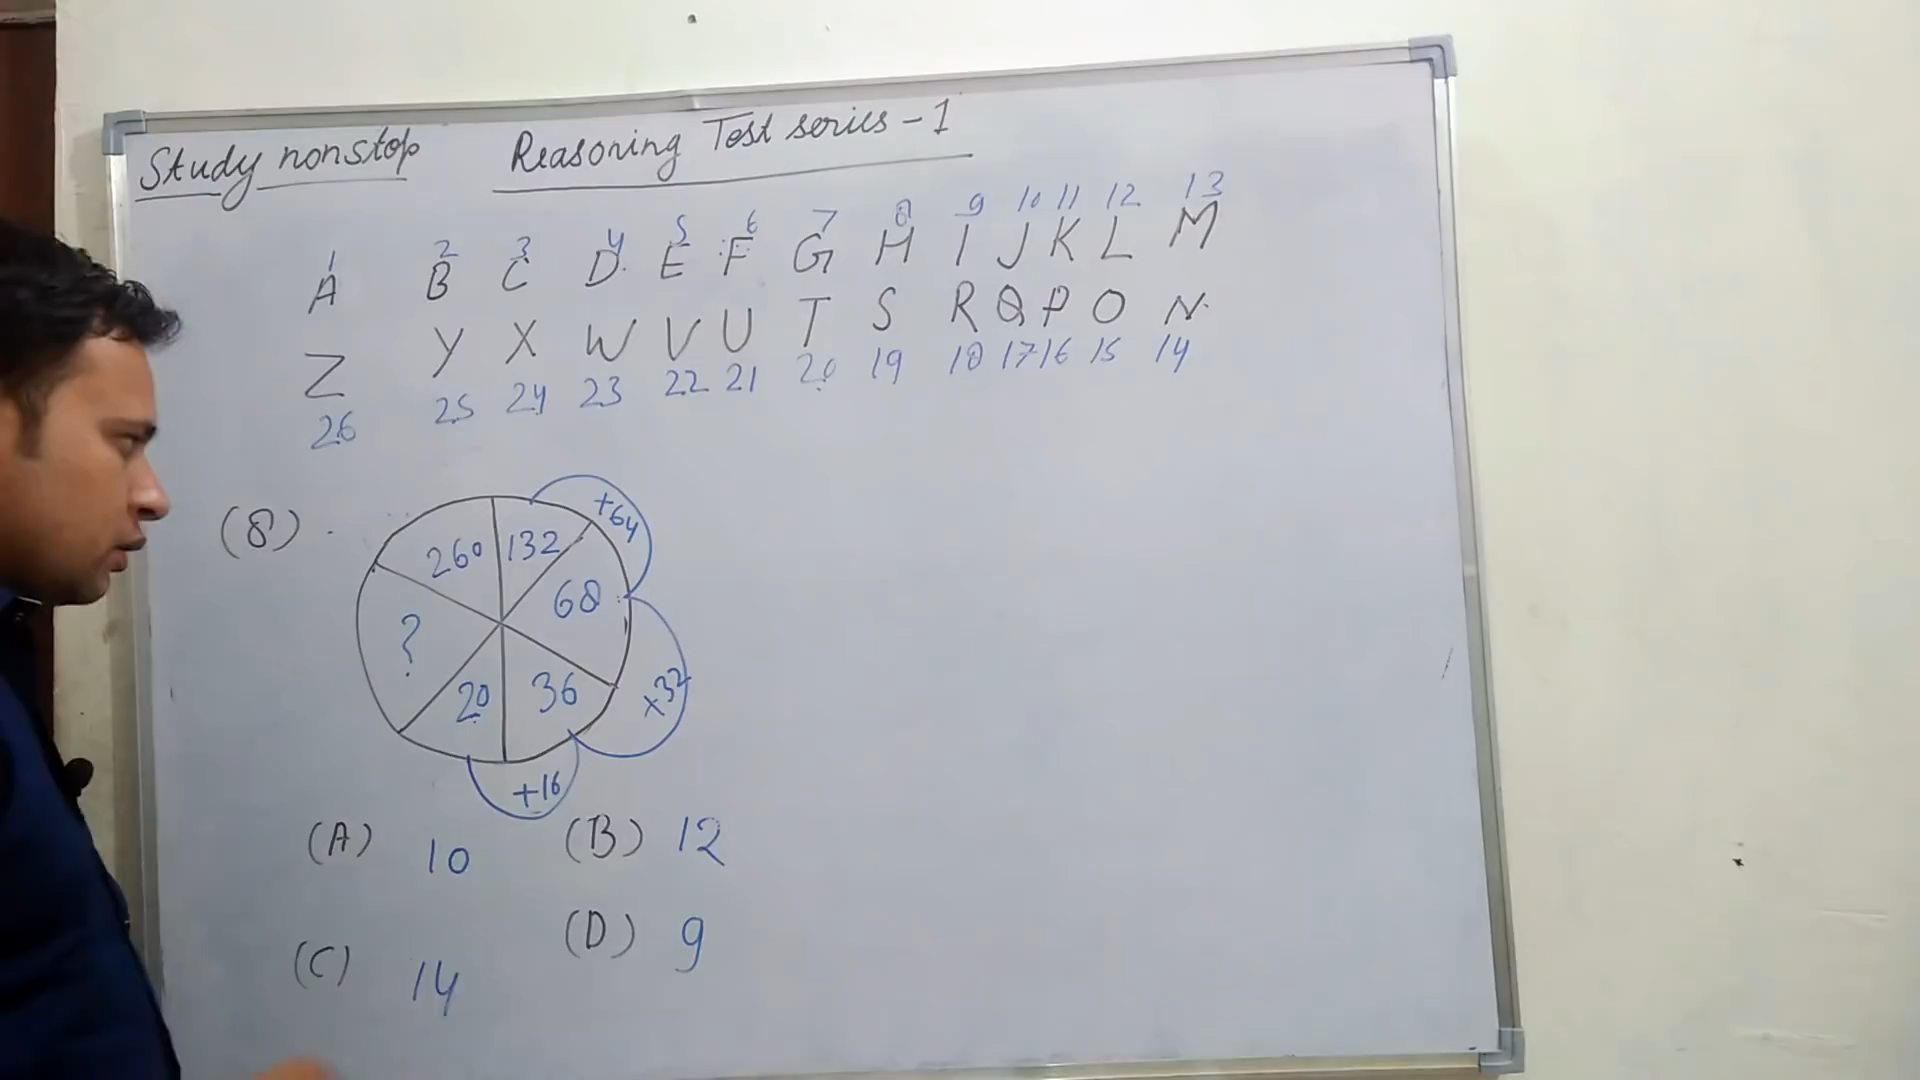 Study nonstop Reasoning Test series - 1
1 2 3 4 5 6 7 8 9 10 11 12 13
A B C D E F G H I J K L M
Z Y X W V U T S R Q P O N
26 25 24 23 22 21 20 19 18 17 16 15 14
(8)
260 132 +64
? 68
20 36 +32
+16
(A) 10 (B) 12
(C) 14 (D) 9